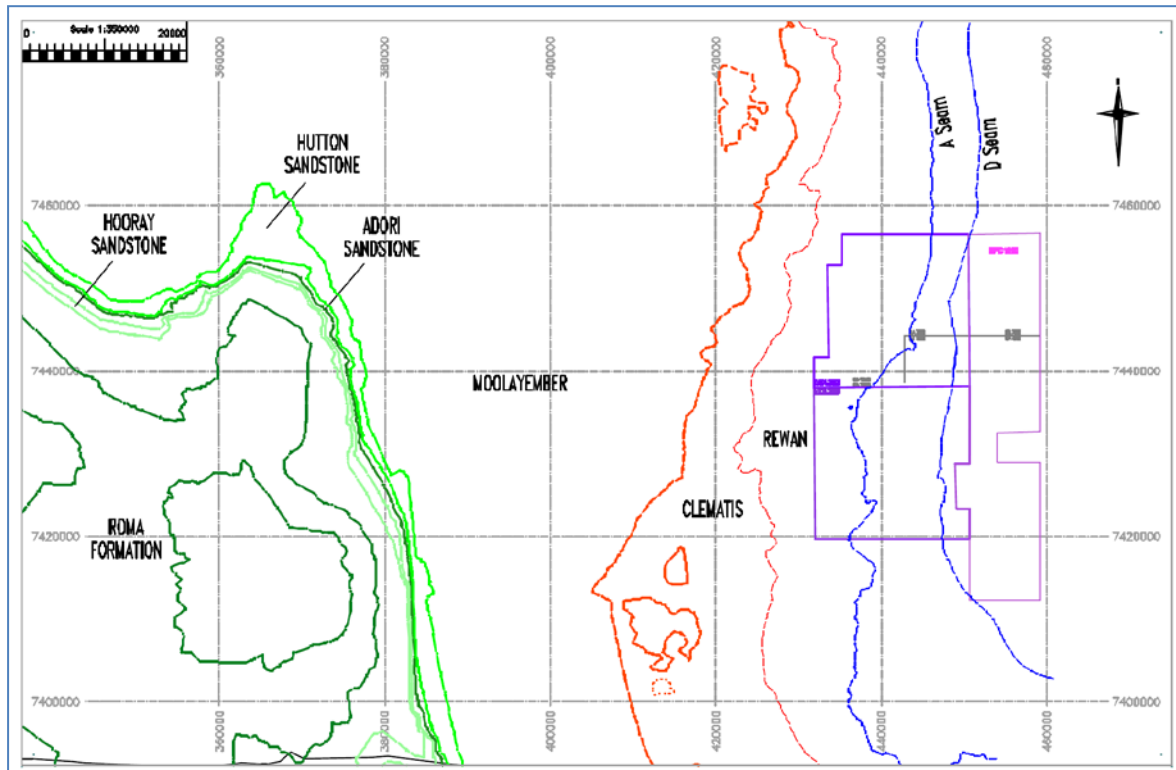 0 Scale 1:350000 20000
360000
380000
400000
420000
440000
460000
A Seam
D Seam
HUTTON
SANDSTONE
7460000
7460000
HOORAY
SANDSTONE
ADORI
SANDSTONE
7440000
MOOLAYEMBER
7440000
REWAN
CLEMATIS
ROMA
FORMATION
7420000
7420000
7400000
7400000
360000
380000
400000
420000
440000
460000